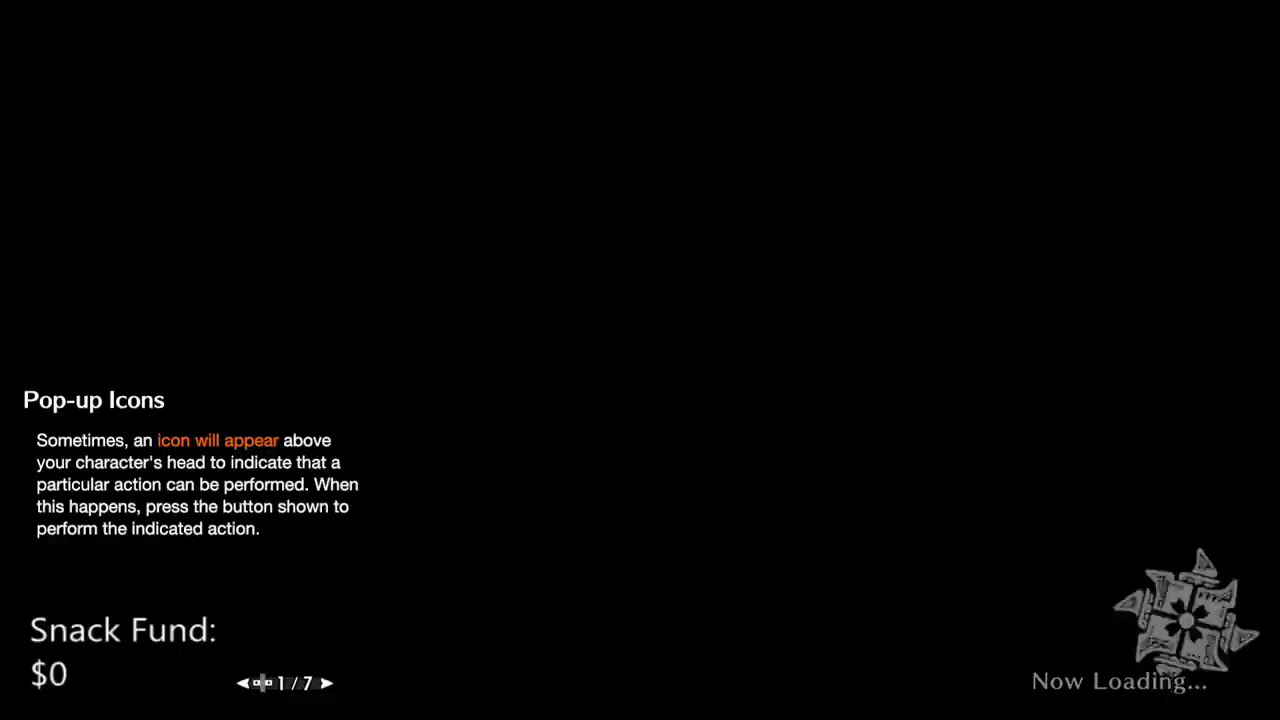 Pop-up Icons
Sometimes, an icon will appear above
your character's head to indicate that a
particular action can be performed. When
this happens, press the button shown to
perform the indicated action.
Snack Fund:
$0
1 / 7
Now Loading...